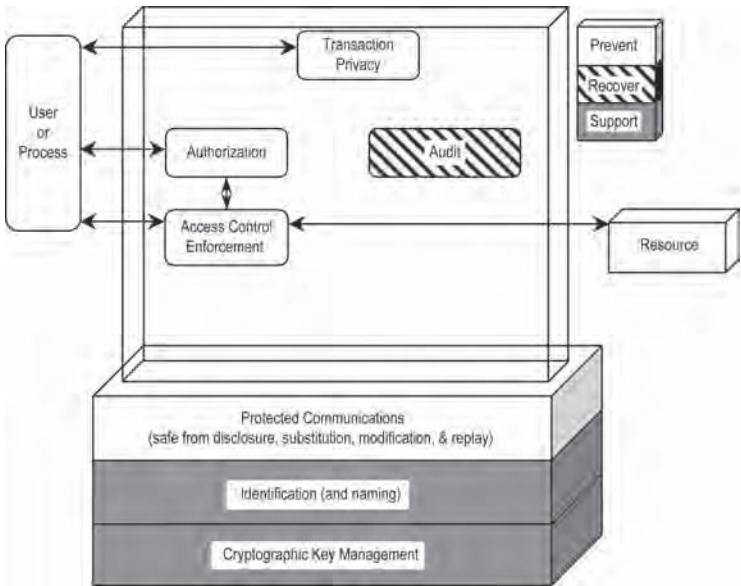 Transaction
Privacy
Prevent
Recover
Support
User
or
Process
Authorization
Audit
Access Control
Enforcement
Resource
Protected Communications
(safe from disclosure, substitution, modification, & replay)
Identification (and naming)
Cryptographic Key Management